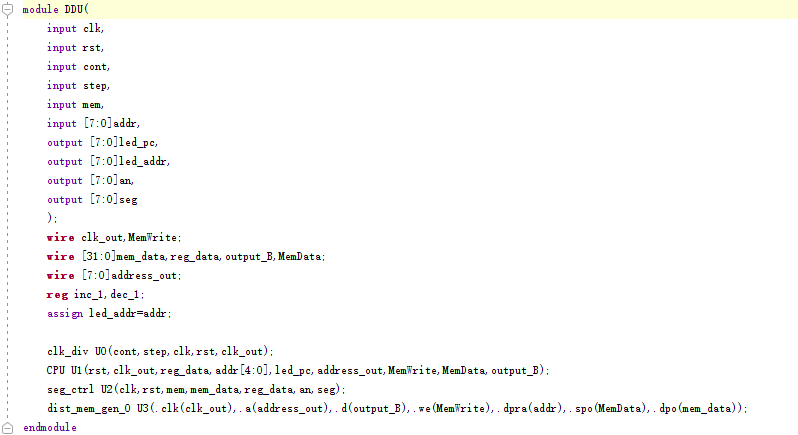 module DDU(
input clk,
input rst,
input cont,
input step,
input mem,
input [7:0]addr,
output [7:0]led_pc,
output [7:0]led_addr,
output [7:0]an,
output [7:0]seg
);
wire clk_out,MemWrite;
wire [31:0]mem_data,reg_data,output_B,MemData;
wire [7:0]address_out;
reg inc_1,dec_1;
assign led_addr=addr;
clk_div U0(cont,step,clk,rst,clk_out);
CPU U1(rst,clk_out,reg_data,addr[4:0],led_pc,address_out,MemWrite,MemData,output_B);
seg_ctrl U2(clk,rst,mem,mem_data,reg_data,an,seg);
dist_mem_gen_0 U3(.clk(clk_out),.a(address_out),.d(output_B),.we(MemWrite),.dpra(addr),.spo(MemData),.dpo(mem_data));
endmodule